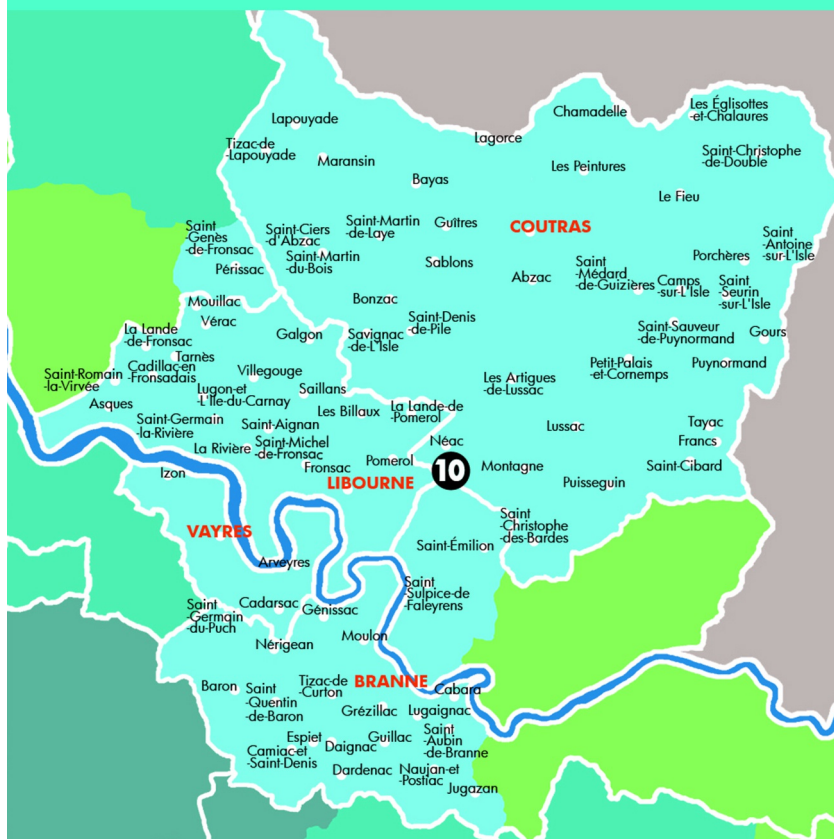 Les Églisottes
-et-Chalaures
Chamadelle
Lapouyade
Lagorce
Tizac-de
-Lapouyade
Maransin
Saint-Christophe
-de-Double
Les Peintures
Bayas
Le Fieu
Saint
-Genès
-de-Fronsac
Saint-Ciers
-d'Abzac
Saint-Martin
-de-Laye
Guîtres
COUTRAS
Saint
-Antoine
-sur-L'Isle
Saint-Martin
-du-Bois
Périssac
Sablons
Porchères
Abzac
Saint
-Médard
-de-Guizières
Camps
-sur-L'Isle
Saint
-Seurin
-sur-L'Isle
Mouillac
Bonzac
Vérac
Saint-Denis
-de-Pile
La Lande
-de-Fronsac
Galgon
Savignac
-de-L'Isle
Saint-Sauveur
-de-Puynormand
Gours
Tarnès
Cadillac-en
-Fronsadais
Saint-Romain
-la-Virvée
Villegouge
Petit-Palais
-et-Cornemps
Puynormand
Les Artigues
-de-Lussac
Lugon-et
-L'Ile-du-Carnay
Saillans
Asques
Les Billaux
La Lande-de
-Pomerol
Saint-Germain
-la-Rivière
Saint-Aignan
Lussac
Tayac
La Rivière
Saint-Michel
-de-Fronsac
Néac
Francs
Izon
Fronsac
Pomerol
10
Montagne
Saint-Cibard
LIBOURNE
Puisseguin
VAYRES
Saint
-Christophe
-des-Bardes
Saint-Émilion
Arveyres
Saint
-Sulpice-de
-Faleyrens
Cadarsac
Saint
-Germain
-du-Puch
Génissac
Moulon
Nérigean
BRANNE
Baron
Saint
-Quentin
-de-Baron
Tizac-de
-Curton
Cabara
Grézillac
Lugaignac
Espiet
Daignac
Guillac
Saint
-Aubin
-de-Branne
Camiac-et
-Saint-Denis
Dardenac
Naujan-et
-Postiac
Jugazan